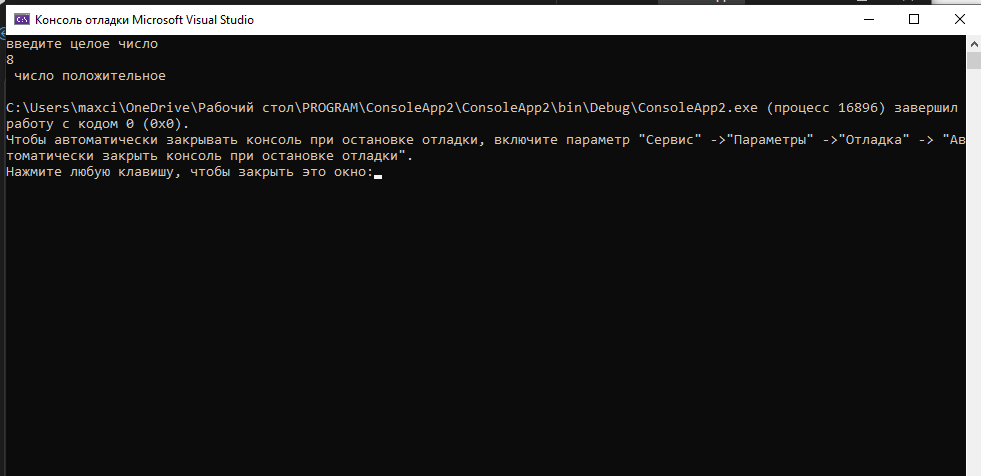 Консоль отладки Microsoft Visual Studio
введите целое число
8
число положительное
C:\Users\maxci\OneDrive\Рабочий стол\PROGRAM\ConsoleApp2\ConsoleApp2\bin\Debug\ConsoleApp2.exe (процесс 16896) завершил
работу с кодом 0 (0x0).
Чтобы автоматически закрывать консоль при остановке отладки, включите параметр "Сервис" ->"Параметры" ->"Отладка" -> "Ав
томатически закрыть консоль при остановке отладки".
Нажмите любую клавишу, чтобы закрыть это окно: